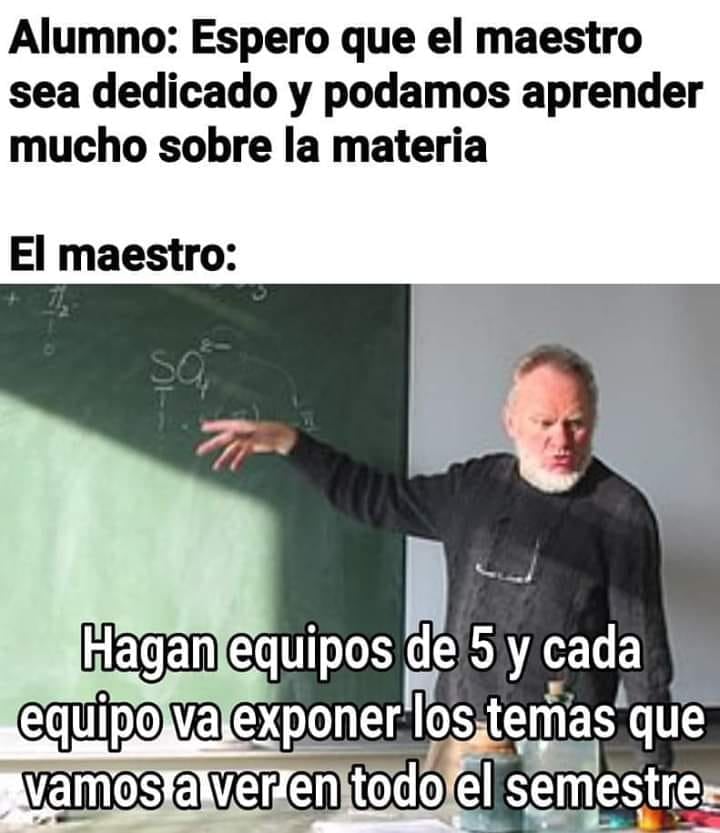 Alumno: Espero que el maestro
sea dedicado y podamos aprender
mucho sobre la materia
El maestro:
SO₄²⁻
Hagan equipos de 5 y cada
equipo va exponer los temas que
vamos a ver en todo el semestre